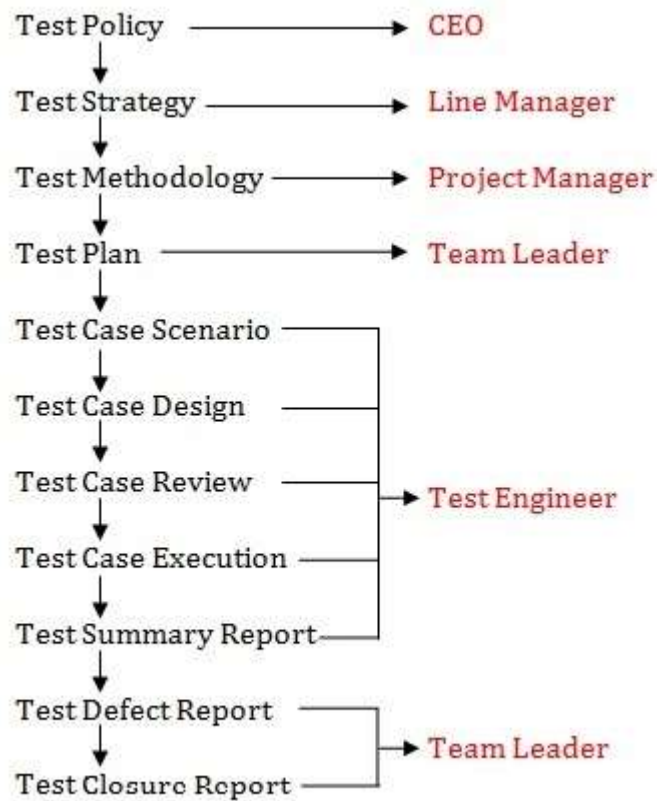 Test Policy CEO
Test Strategy Line Manager
Test Methodology Project Manager
Test Plan Team Leader
Test Case Scenario
Test Case Design
Test Case Review
Test Engineer
Test Case Execution
Test Summary Report
Test Defect Report
Team Leader
Test Closure Report